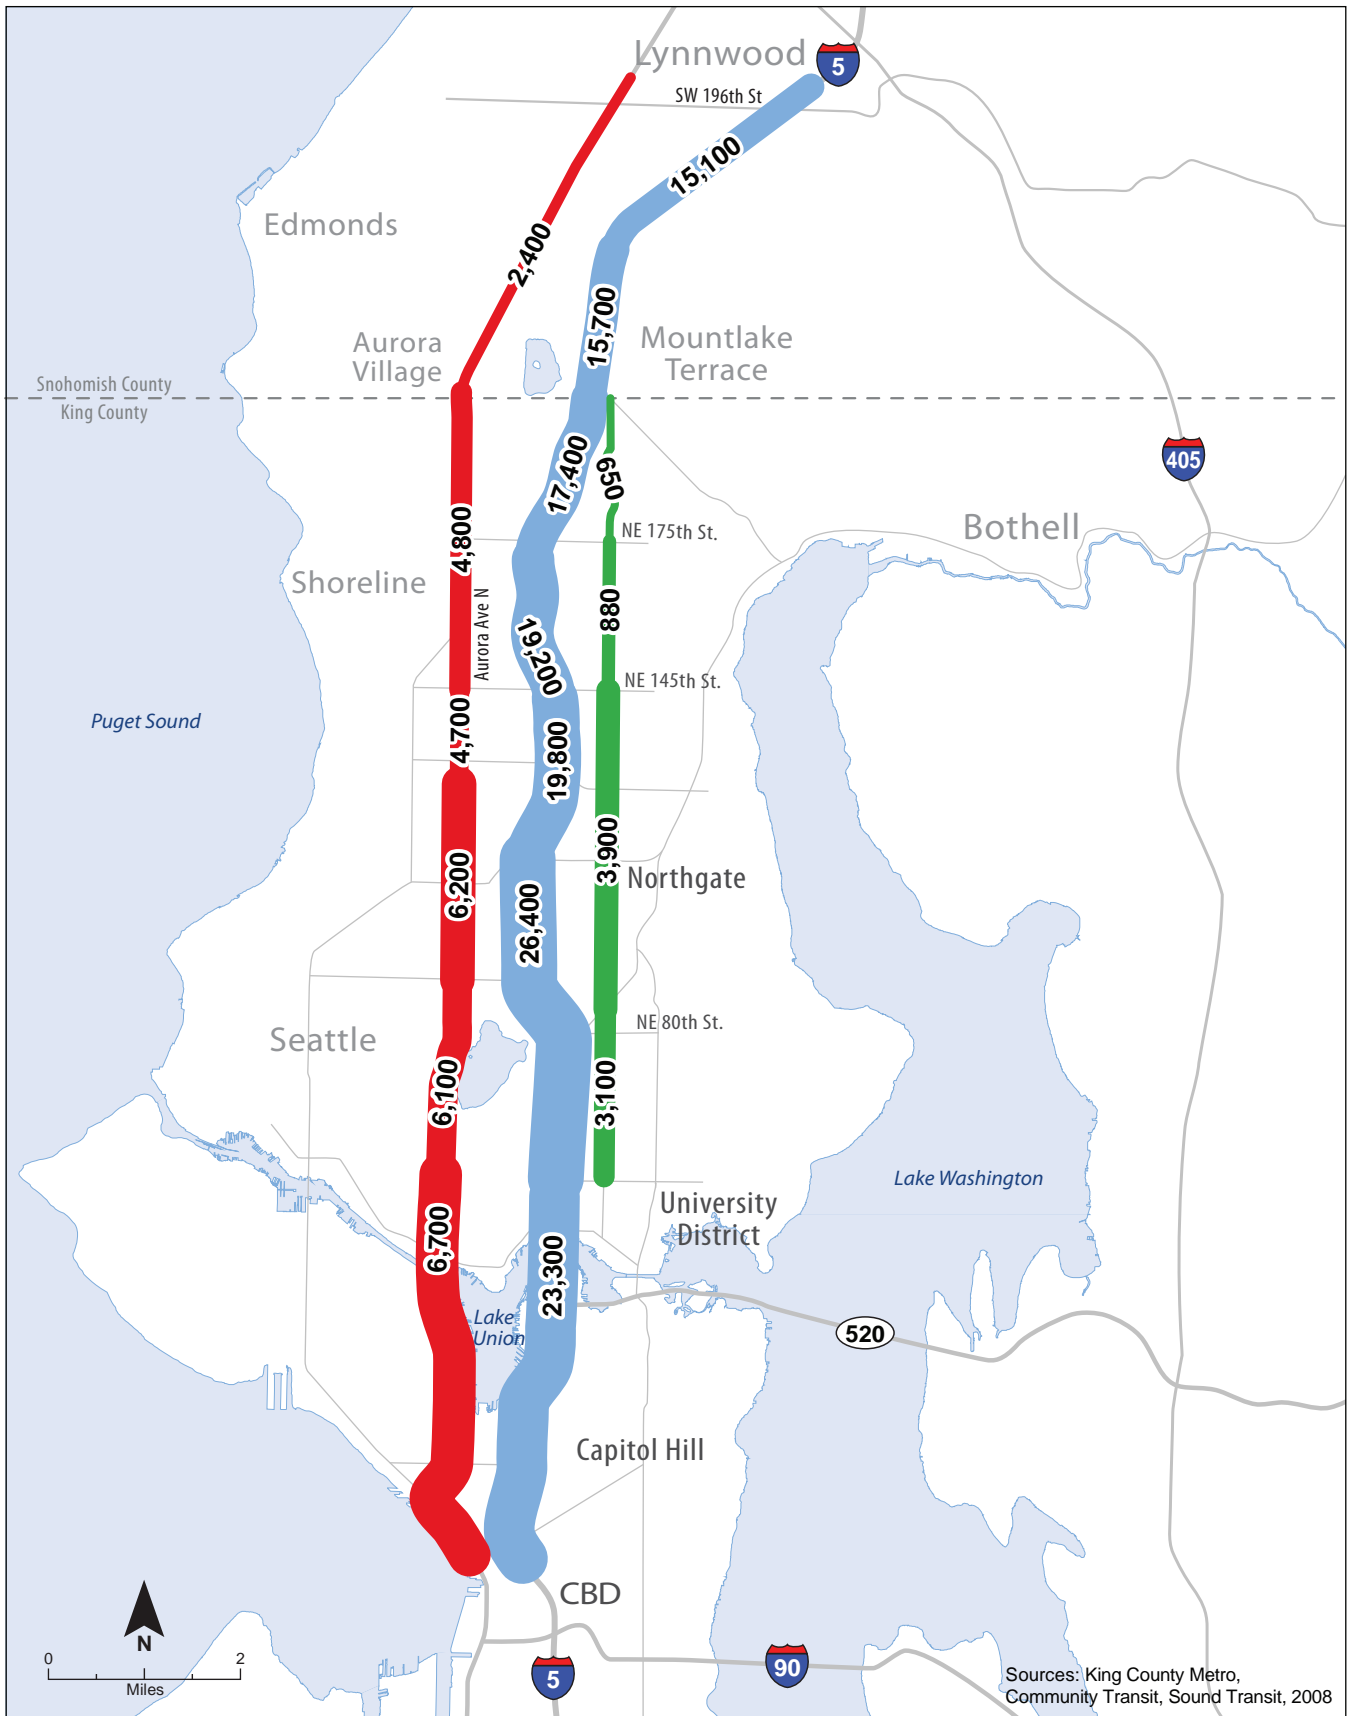 Lynnwood
5
SW 196th St
15,100
Edmonds
2,400
15,700
Aurora
Village
Mountlake
Terrace
Snohomish County
King County
17,400
650
405
4,800
NE 175th St.
Bothell
Shoreline
880
Aurora Ave N
19,200
NE 145th St.
Puget Sound
4,700
19,800
3,900
6,200
Northgate
26,400
NE 80th St.
Seattle
6,100
3,100
Lake Washington
University
District
6,700
23,300
Lake
Union
520
Capitol Hill
CBD
N
0 2
Miles
5
90
Sources: King County Metro,
Community Transit, Sound Transit, 2008